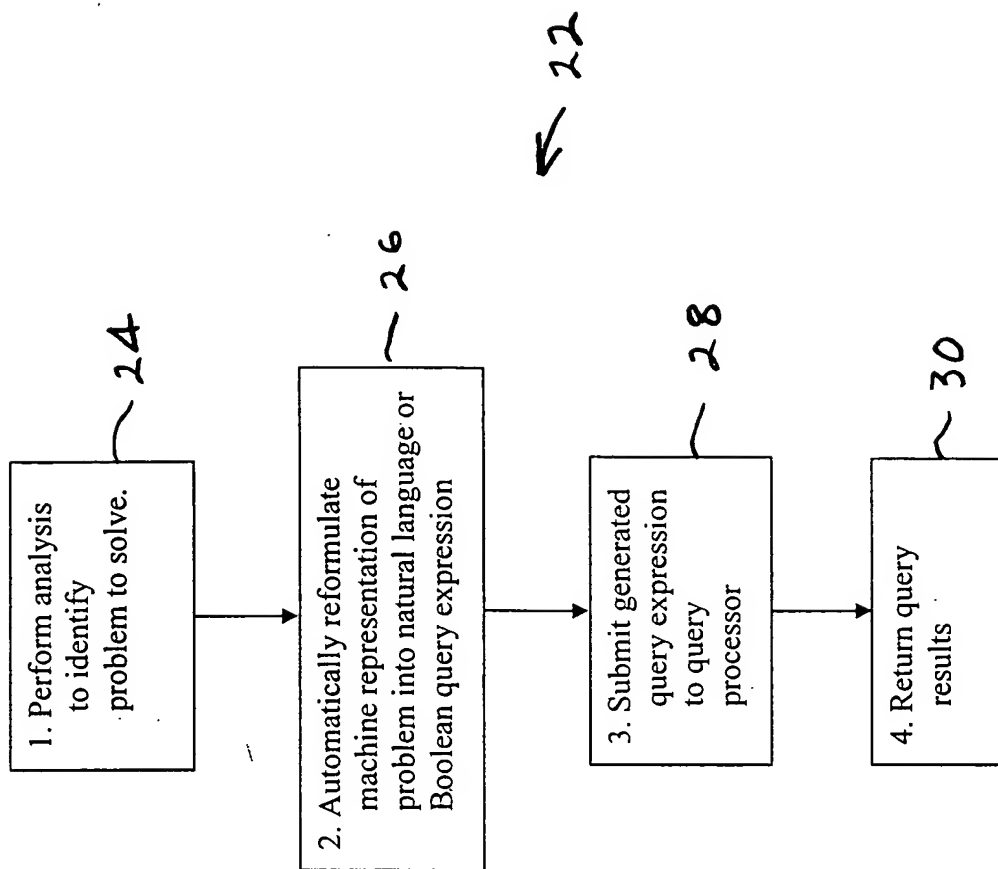 1. Perform analysis
to identify
problem to solve.
24
2. Automatically reformulate
machine representation of
problem into natural language or
Boolean query expression
26
22
3. Submit generated
query expression
to query
processor
28
4. Return query
results
30